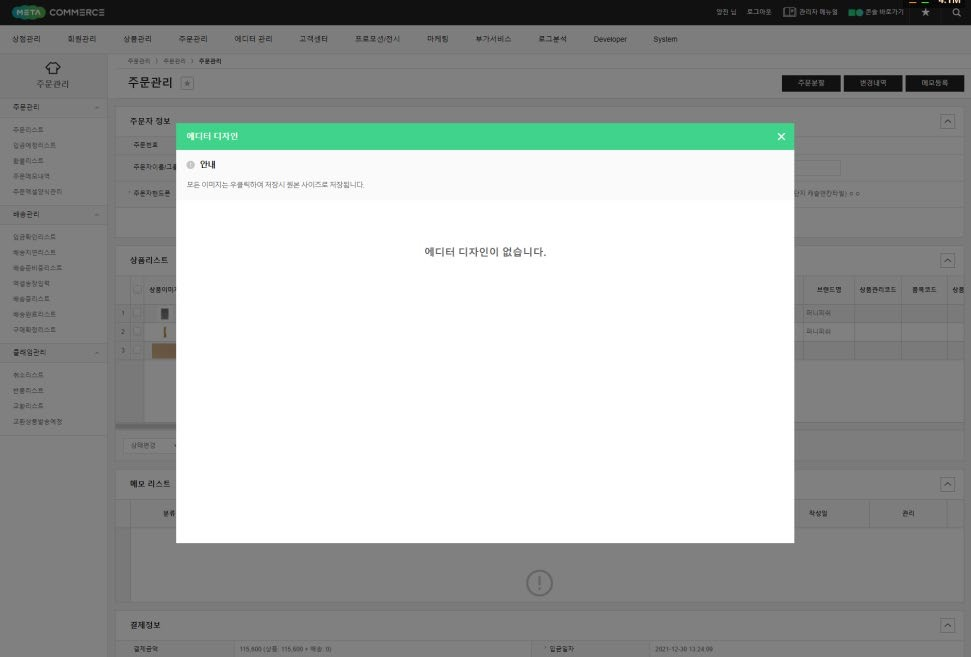 META COMMERCE
로그아웃 관리자 매뉴얼 몬솔 바로가기 4.1M
상점관리 회원관리 상품관리 주문관리 에디터 관리 고객센터 프로모션/전시 마케팅 부가서비스 로그분석 Developer System
주문관리 > 주문관리 > 주문관리
주문관리
주문관리
주문분할 변경내역 메모등록
주문관리
주문리스트
입금예정리스트
환불리스트
주문메모내역
주문엑셀양식관리
배송관리
입금확인리스트
배송지연리스트
배송준비중리스트
엑셀송장입력
배송중리스트
배송완료리스트
구매확정리스트
클레임관리
취소리스트
반품리스트
교환리스트
교환상품발송예정
주문자 정보
주문번호
주문자이름/그룹
주문자핸드폰
에디터 디자인
안내
모든 이미지는 우클릭하여 저장시 원본 사이즈로 저장됩니다.
에디터 디자인이 없습니다.
상품리스트
상품이미지 브랜드명 상품관리코드 품목코드 상품
1 퍼니피쉬
2 퍼니피쉬
3
상태변경
메모 리스트
분류 작성일 관리
결제정보
결제금액 115,600 (상품: 115,600 + 배송: 0) 입금일자 2021-12-30 13:24:09